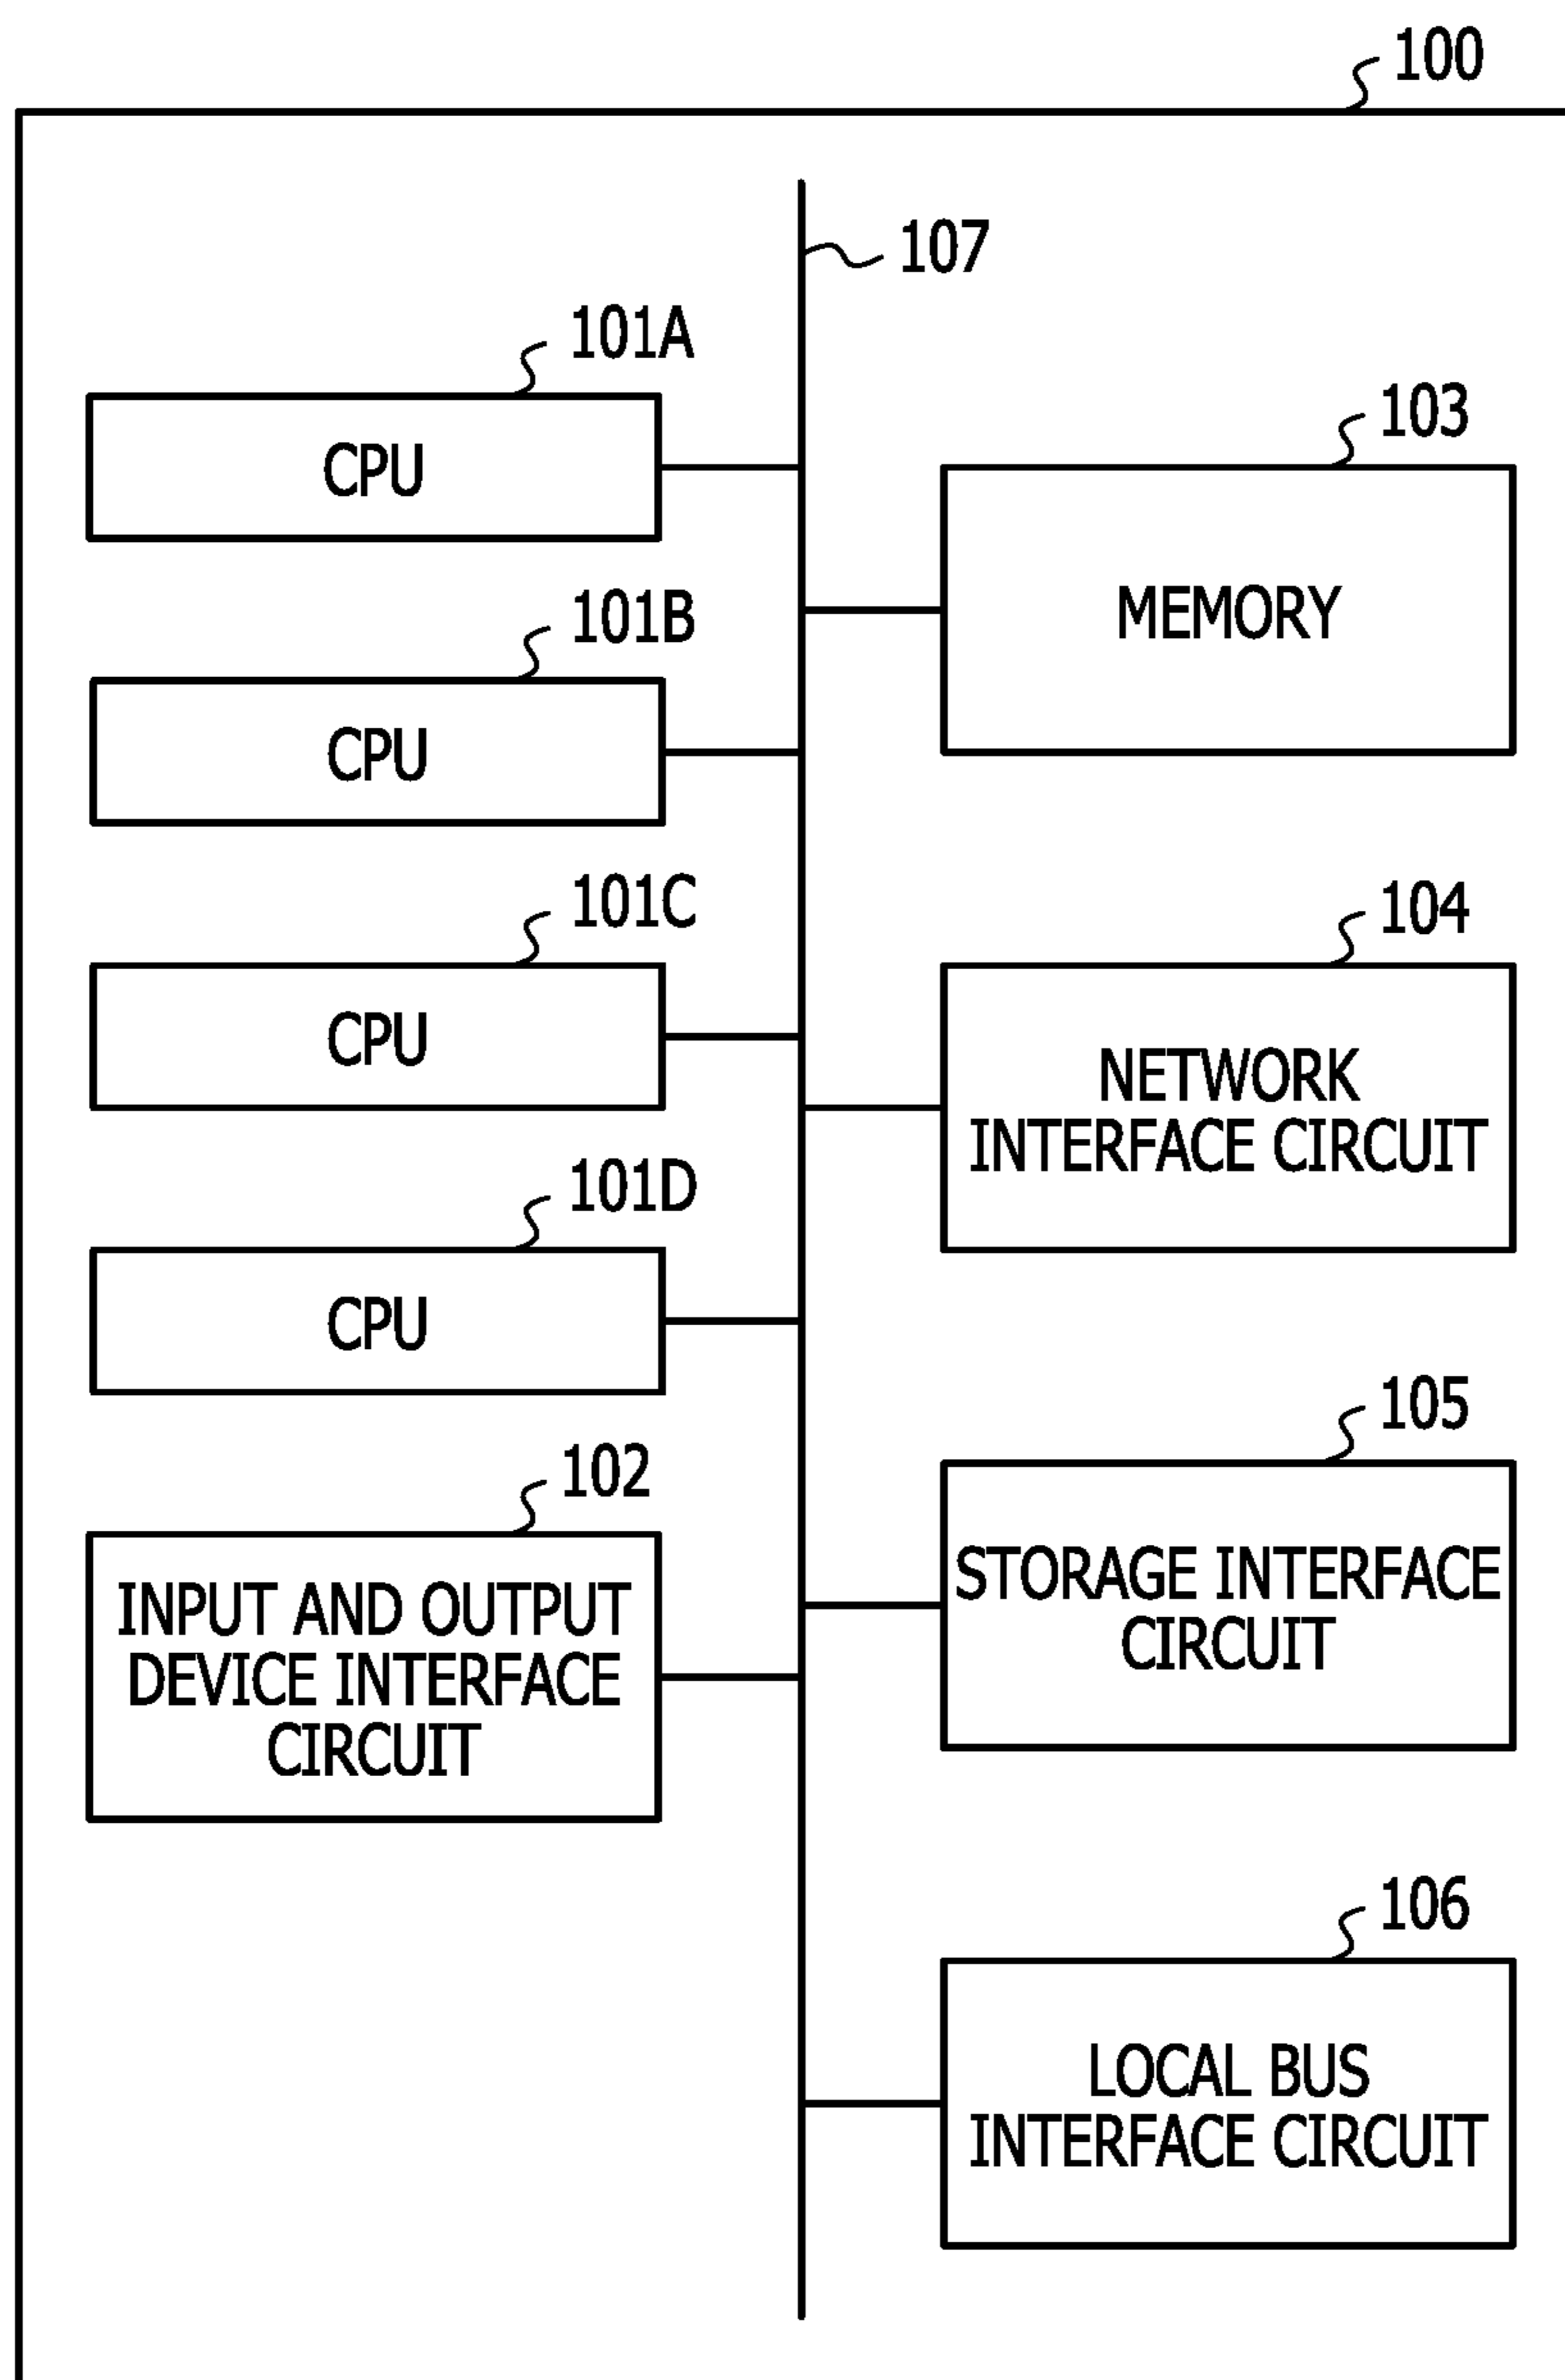 100
107
101A
CPU
103
MEMORY
101B
CPU
101C
CPU
104
NETWORK
INTERFACE CIRCUIT
101D
CPU
105
STORAGE INTERFACE
CIRCUIT
102
INPUT AND OUTPUT
DEVICE INTERFACE
CIRCUIT
106
LOCAL BUS
INTERFACE CIRCUIT